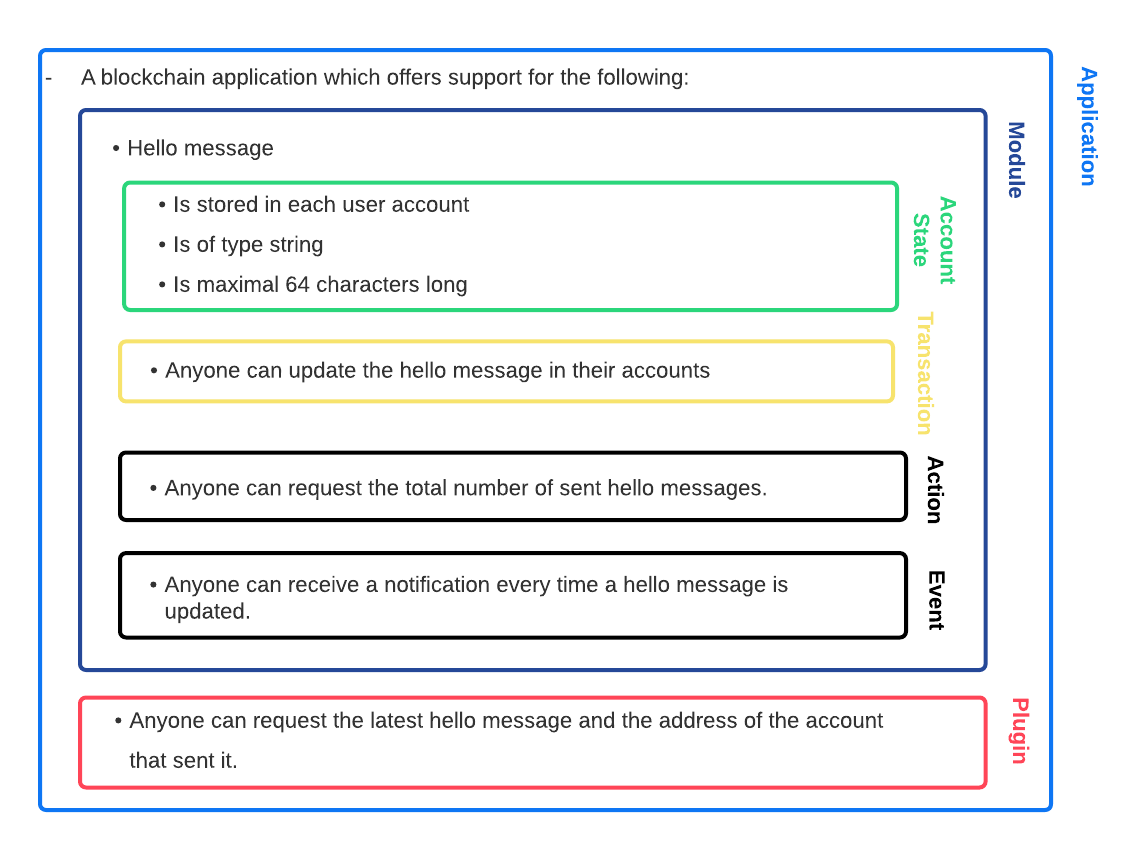 - A blockchain application which offers support for the following:
Application
Module
• Hello message
• Is stored in each user account
• Is of type string
• Is maximal 64 characters long
Account
State
Transaction
• Anyone can update the hello message in their accounts
Action
• Anyone can request the total number of sent hello messages.
Event
• Anyone can receive a notification every time a hello message is
updated.
Plugin
• Anyone can request the latest hello message and the address of the account
that sent it.